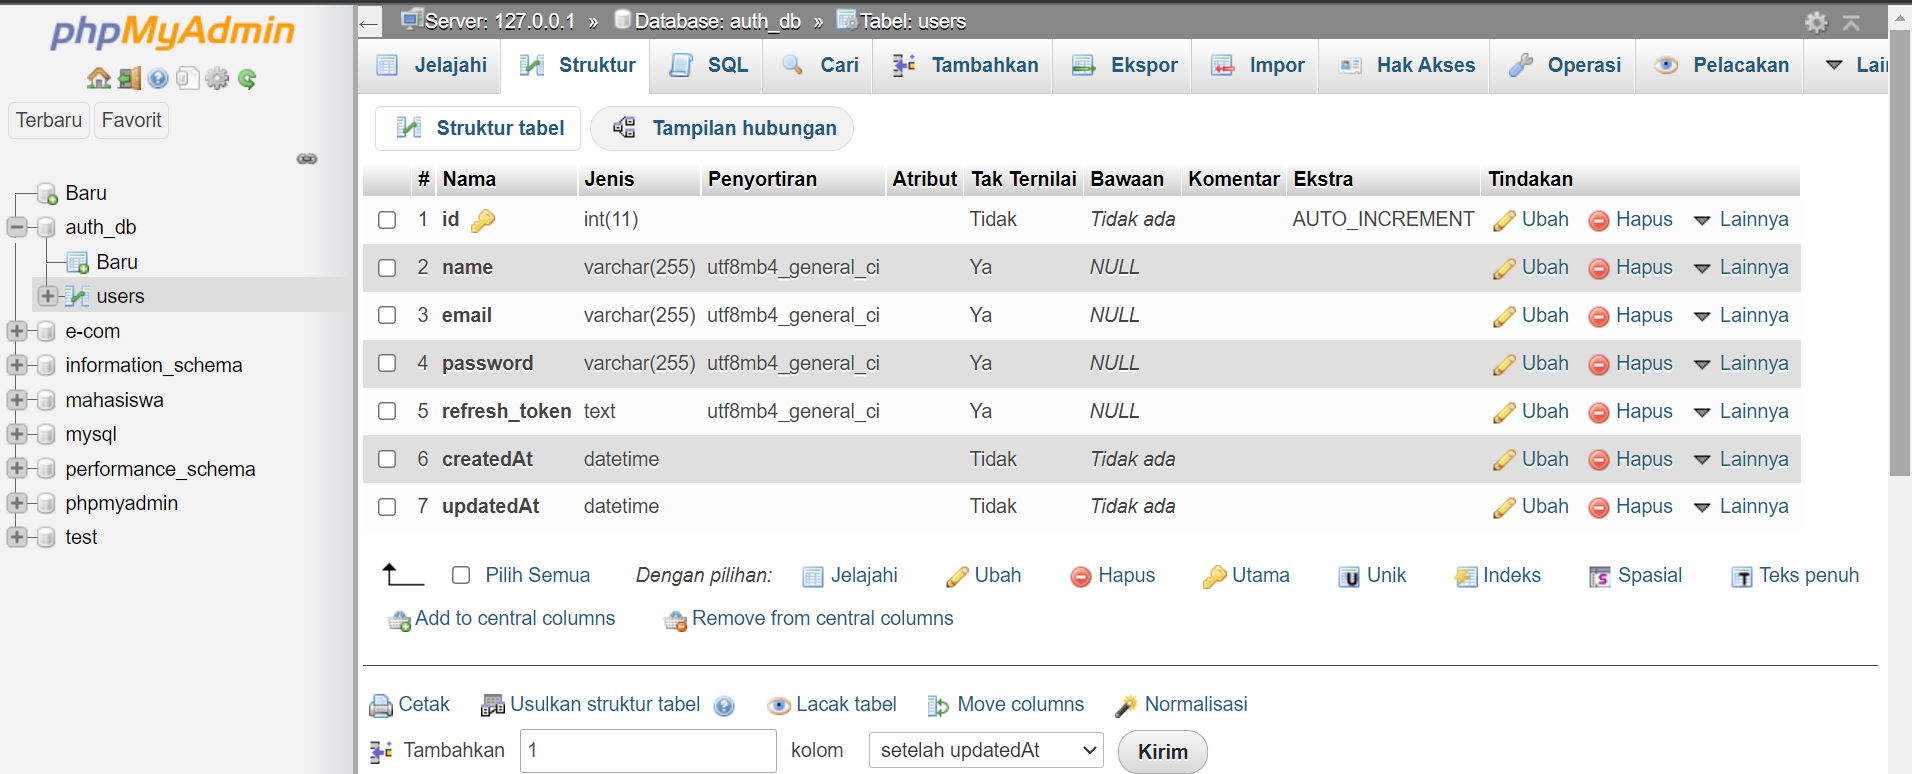 phpMyAdmin
Terbaru Favorit
Baru
auth_db
Baru
users
e-com
information_schema
mahasiswa
mysql
performance_schema
phpmyadmin
test
Server: 127.0.0.1 » Database: auth_db » Tabel: users
Jelajahi Struktur SQL Cari Tambahkan Ekspor Impor Hak Akses Operasi Pelacakan
Struktur tabel Tampilan hubungan
# Nama Jenis Penyortiran Atribut Tak Ternilai Bawaan Komentar Ekstra Tindakan
1 id int(11) Tidak Tidak ada AUTO_INCREMENT Ubah Hapus Lainnya
2 name varchar(255) utf8mb4_general_ci Ya NULL Ubah Hapus Lainnya
3 email varchar(255) utf8mb4_general_ci Ya NULL Ubah Hapus Lainnya
4 password varchar(255) utf8mb4_general_ci Ya NULL Ubah Hapus Lainnya
5 refresh_token text utf8mb4_general_ci Ya NULL Ubah Hapus Lainnya
6 createdAt datetime Tidak Tidak ada Ubah Hapus Lainnya
7 updatedAt datetime Tidak Tidak ada Ubah Hapus Lainnya
Pilih Semua Dengan pilihan: Jelajahi Ubah Hapus Utama Unik Indeks Spasial Teks penuh
Add to central columns Remove from central columns
Cetak Usulkan struktur tabel Lacak tabel Move columns Normalisasi
Tambahkan 1 kolom setelah updatedAt Kirim